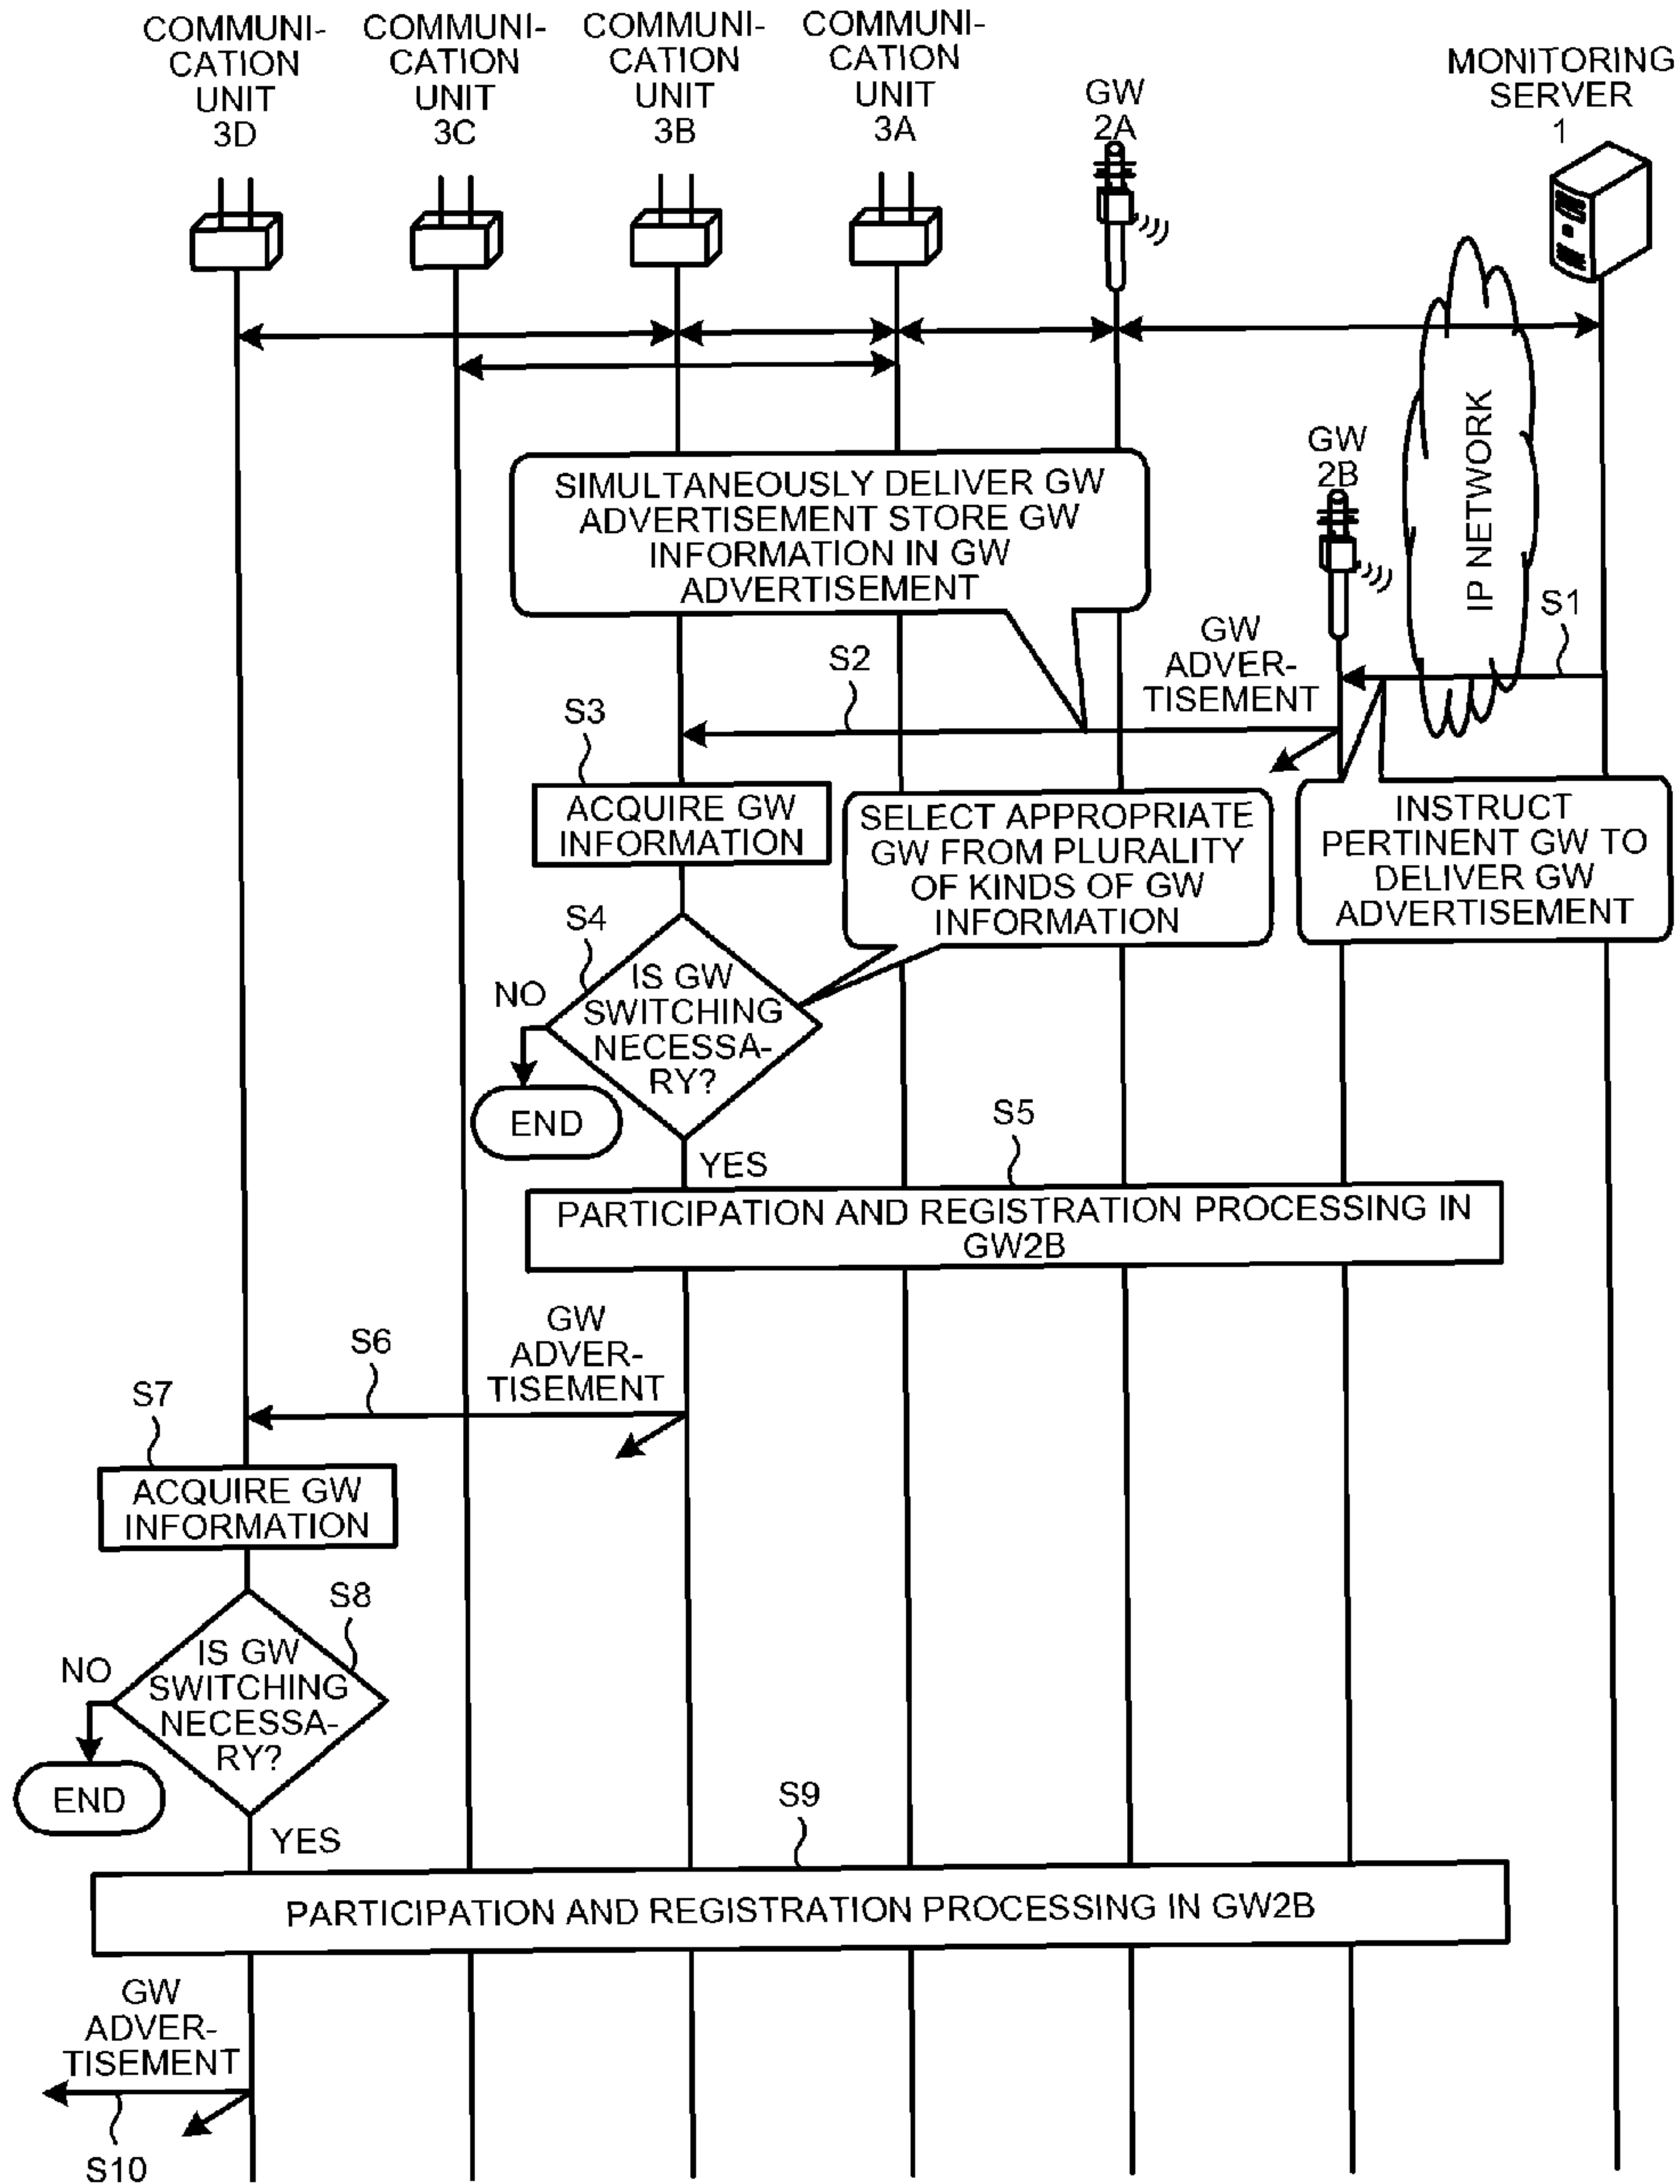 COMMUNI-
CATION
UNIT
3D
COMMUNI-
CATION
UNIT
3C
COMMUNI-
CATION
UNIT
3B
COMMUNI-
CATION
UNIT
3A
GW
2A
MONITORING
SERVER
1
GW
2B
IP NETWORK
SIMULTANEOUSLY DELIVER GW
ADVERTISEMENT STORE GW
INFORMATION IN GW
ADVERTISEMENT
S1
GW
ADVER-
TISEMENT
S2
S3
ACQUIRE GW
INFORMATION
SELECT APPROPRIATE
GW FROM PLURALITY
OF KINDS OF GW
INFORMATION
INSTRUCT
PERTINENT GW TO
DELIVER GW
ADVERTISEMENT
S4
IS GW
SWITCHING
NECESSA-
RY?
NO
END
YES
S5
PARTICIPATION AND REGISTRATION PROCESSING IN
GW2B
GW
ADVER-
TISEMENT
S6
S7
ACQUIRE GW
INFORMATION
S8
IS GW
SWITCHING
NECESSA-
RY?
NO
END
YES
S9
PARTICIPATION AND REGISTRATION PROCESSING IN GW2B
GW
ADVER-
TISEMENT
S10